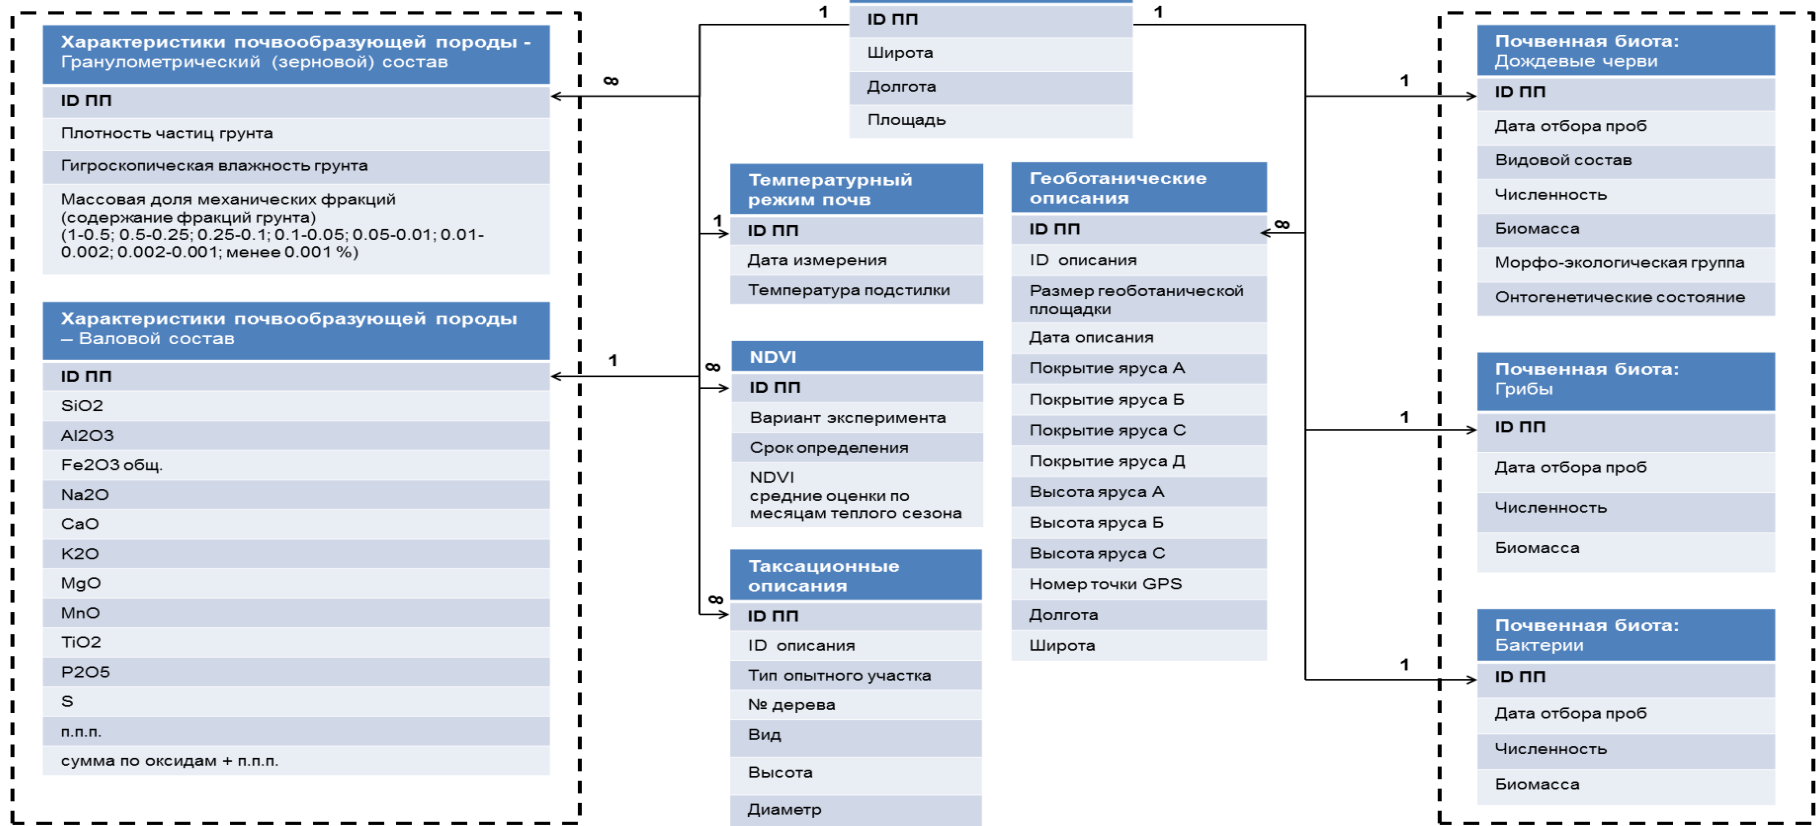 1
ID ПП
Широта
Долгота
Площадь
1
Характеристики почвообразующей породы -
Гранулометрический (зерновой) состав
ID ПП
Плотность частиц грунта
Гигроскопическая влажность грунта
Массовая доля механических фракций
(содержание фракций грунта)
(1-0.5; 0.5-0.25; 0.25-0.1; 0.1-0.05; 0.05-0.01; 0.01-
0.002; 0.002-0.001; менее 0.001 %)
∞
Характеристики почвообразующей породы
– Валовой состав
ID ПП
SiO2
Al2O3
Fe2O3 общ.
Na2O
CaO
K2O
MgO
MnO
TiO2
P2O5
S
п.п.п.
сумма по оксидам + п.п.п.
1
Температурный
режим почв
ID ПП
Дата измерения
Температура подстилки
1
NDVI
ID ПП
Вариант эксперимента
Срок определения
NDVI
средние оценки по
месяцам теплого сезона
∞
Таксационные
описания
ID ПП
ID описания
Тип опытного участка
№ дерева
Вид
Высота
Диаметр
∞
Геоботанические
описания
ID ПП
ID описания
Размер геоботанической
площадки
Дата описания
Покрытие яруса А
Покрытие яруса Б
Покрытие яруса С
Покрытие яруса Д
Высота яруса А
Высота яруса Б
Высота яруса С
Номер точки GPS
Долгота
Широта
∞
Почвенная биота:
Дождевые черви
ID ПП
Дата отбора проб
Видовой состав
Численность
Биомасса
Морфо-экологическая группа
Онтогенетические состояние
1
Почвенная биота:
Грибы
ID ПП
Дата отбора проб
Численность
Биомасса
1
Почвенная биота:
Бактерии
ID ПП
Дата отбора проб
Численность
Биомасса
1